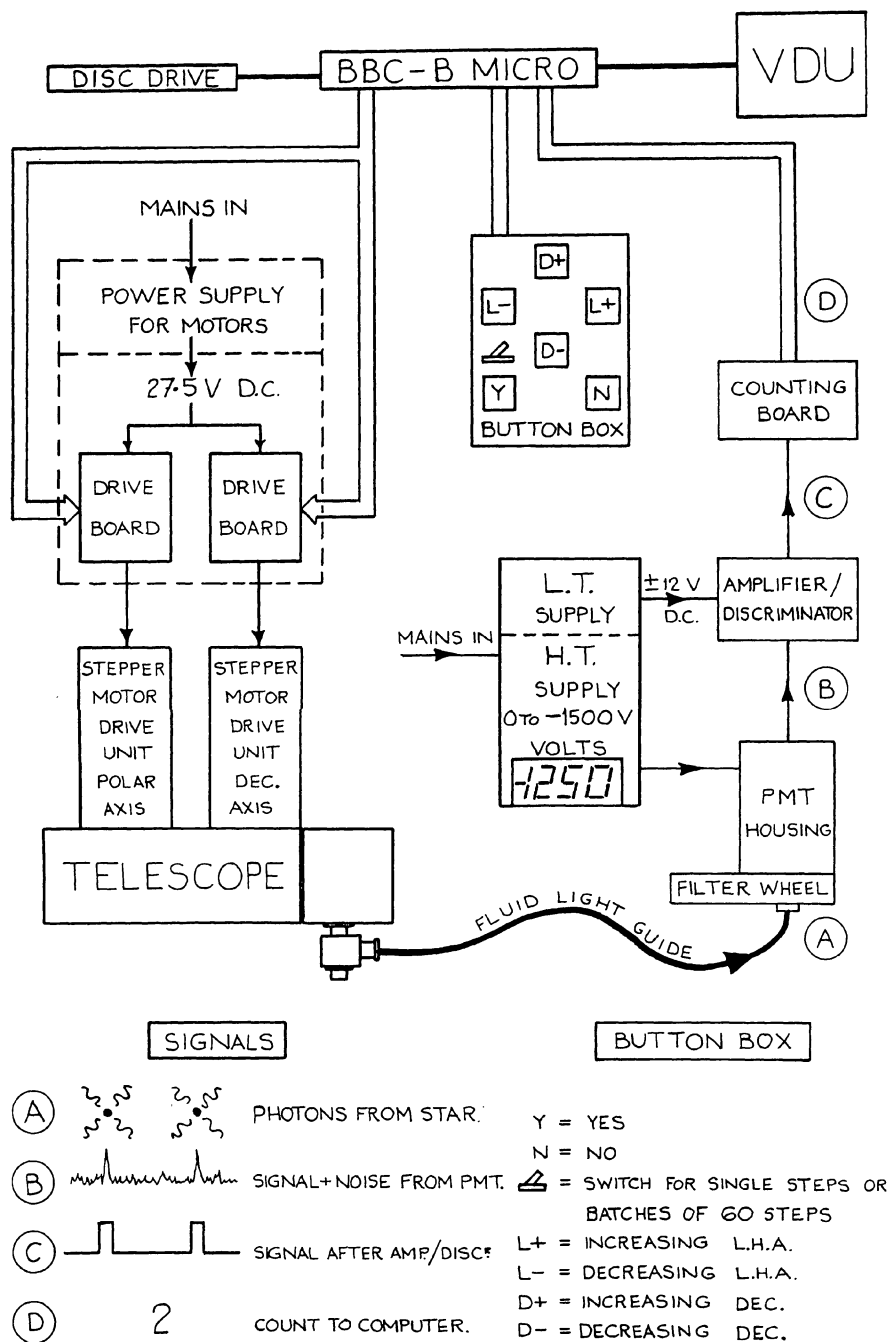 DISC DRIVE
BBC-B MICRO
VDU
MAINS IN
POWER SUPPLY
FOR MOTORS
27·5 V D.C.
DRIVE
BOARD
DRIVE
BOARD
STEPPER
MOTOR
DRIVE
UNIT
POLAR
AXIS
STEPPER
MOTOR
DRIVE
UNIT
DEC.
AXIS
TELESCOPE
D+
L-
L+
D-
Y
N
BUTTON BOX
D
COUNTING
BOARD
C
L.T.
SUPPLY
±12 V
D.C.
AMPLIFIER/
DISCRIMINATOR
MAINS IN
H.T.
SUPPLY
0 TO -1500 V
VOLTS
-1250
B
PMT
HOUSING
FILTER WHEEL
A
FLUID LIGHT GUIDE
SIGNALS
A PHOTONS FROM STAR.
B SIGNAL+NOISE FROM PMT.
C SIGNAL AFTER AMP./DISCR.
D 2 COUNT TO COMPUTER.
BUTTON BOX
Y = YES
N = NO
= SWITCH FOR SINGLE STEPS OR
BATCHES OF 60 STEPS
L+ = INCREASING L.H.A.
L- = DECREASING L.H.A.
D+ = INCREASING DEC.
D- = DECREASING DEC.